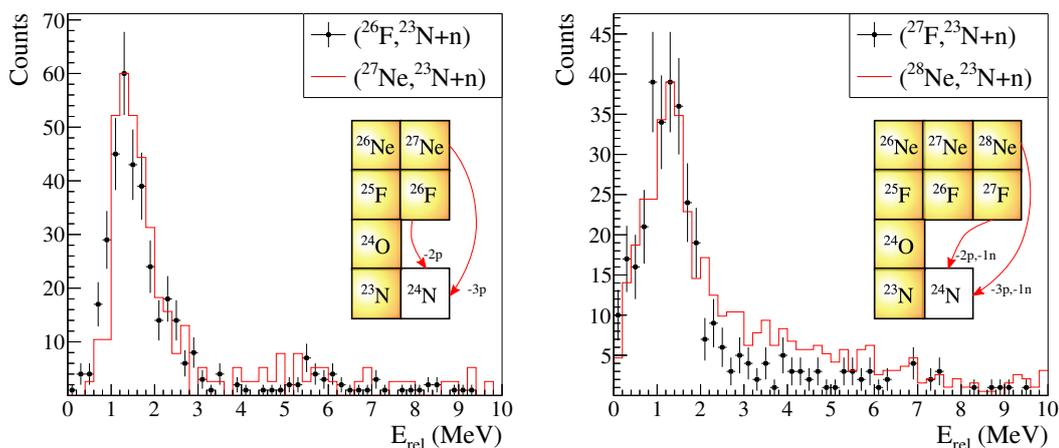 Counts
70
60
50
40
30
20
10
0 1 2 3 4 5 6 7 8 9 10
E_rel (MeV)
(²⁶F,²³N+n)
(²⁷Ne,²³N+n)
²⁶Ne ²⁷Ne
²⁵F ²⁶F
²⁴O
-2p
²³N ²⁴N
-3p
Counts
45
40
35
30
25
20
15
10
5
0 1 2 3 4 5 6 7 8 9 10
E_rel (MeV)
(²⁷F,²³N+n)
(²⁸Ne,²³N+n)
²⁶Ne ²⁷Ne ²⁸Ne
²⁵F ²⁶F ²⁷F
²⁴O
-2p,-1n
²³N ²⁴N
-3p,-1n